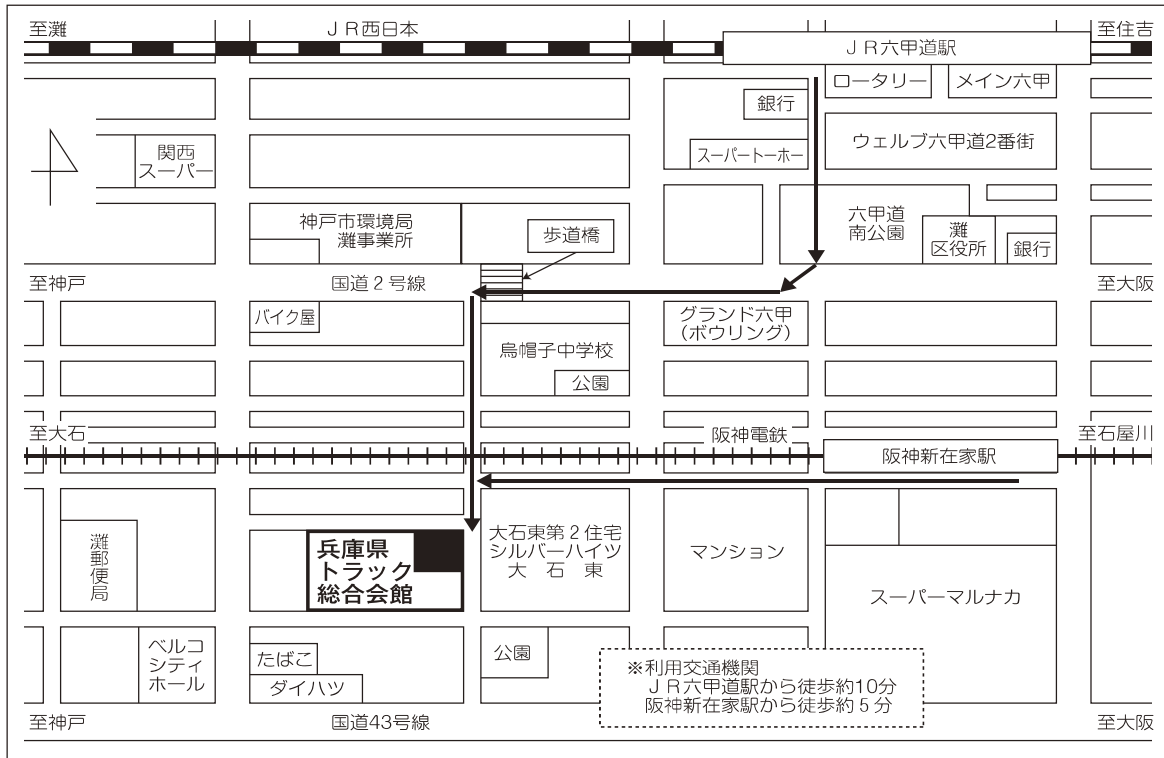 至灘
ＪＲ西日本
至住吉
ＪＲ六甲道駅
ロータリー
メイン六甲
銀行
スーパートーホー
ウェルブ六甲道2番街
関西
スーパー
神戸市環境局
灘事業所
歩道橋
六甲道
南公園
灘
区役所
銀行
至神戸
国道２号線
至大阪
バイク屋
グランド六甲
（ボウリング）
烏帽子中学校
公園
至大石
阪神電鉄
至石屋川
阪神新在家駅
灘郵便局
兵庫県
トラック
総合会館
大石東第２住宅
シルバーハイツ
大石東
マンション
スーパーマルナカ
ベルコ
シティ
ホール
たばこ
ダイハツ
公園
※利用交通機関
ＪＲ六甲道駅から徒歩約10分
阪神新在家駅から徒歩約５分
至神戸
国道43号線
至大阪